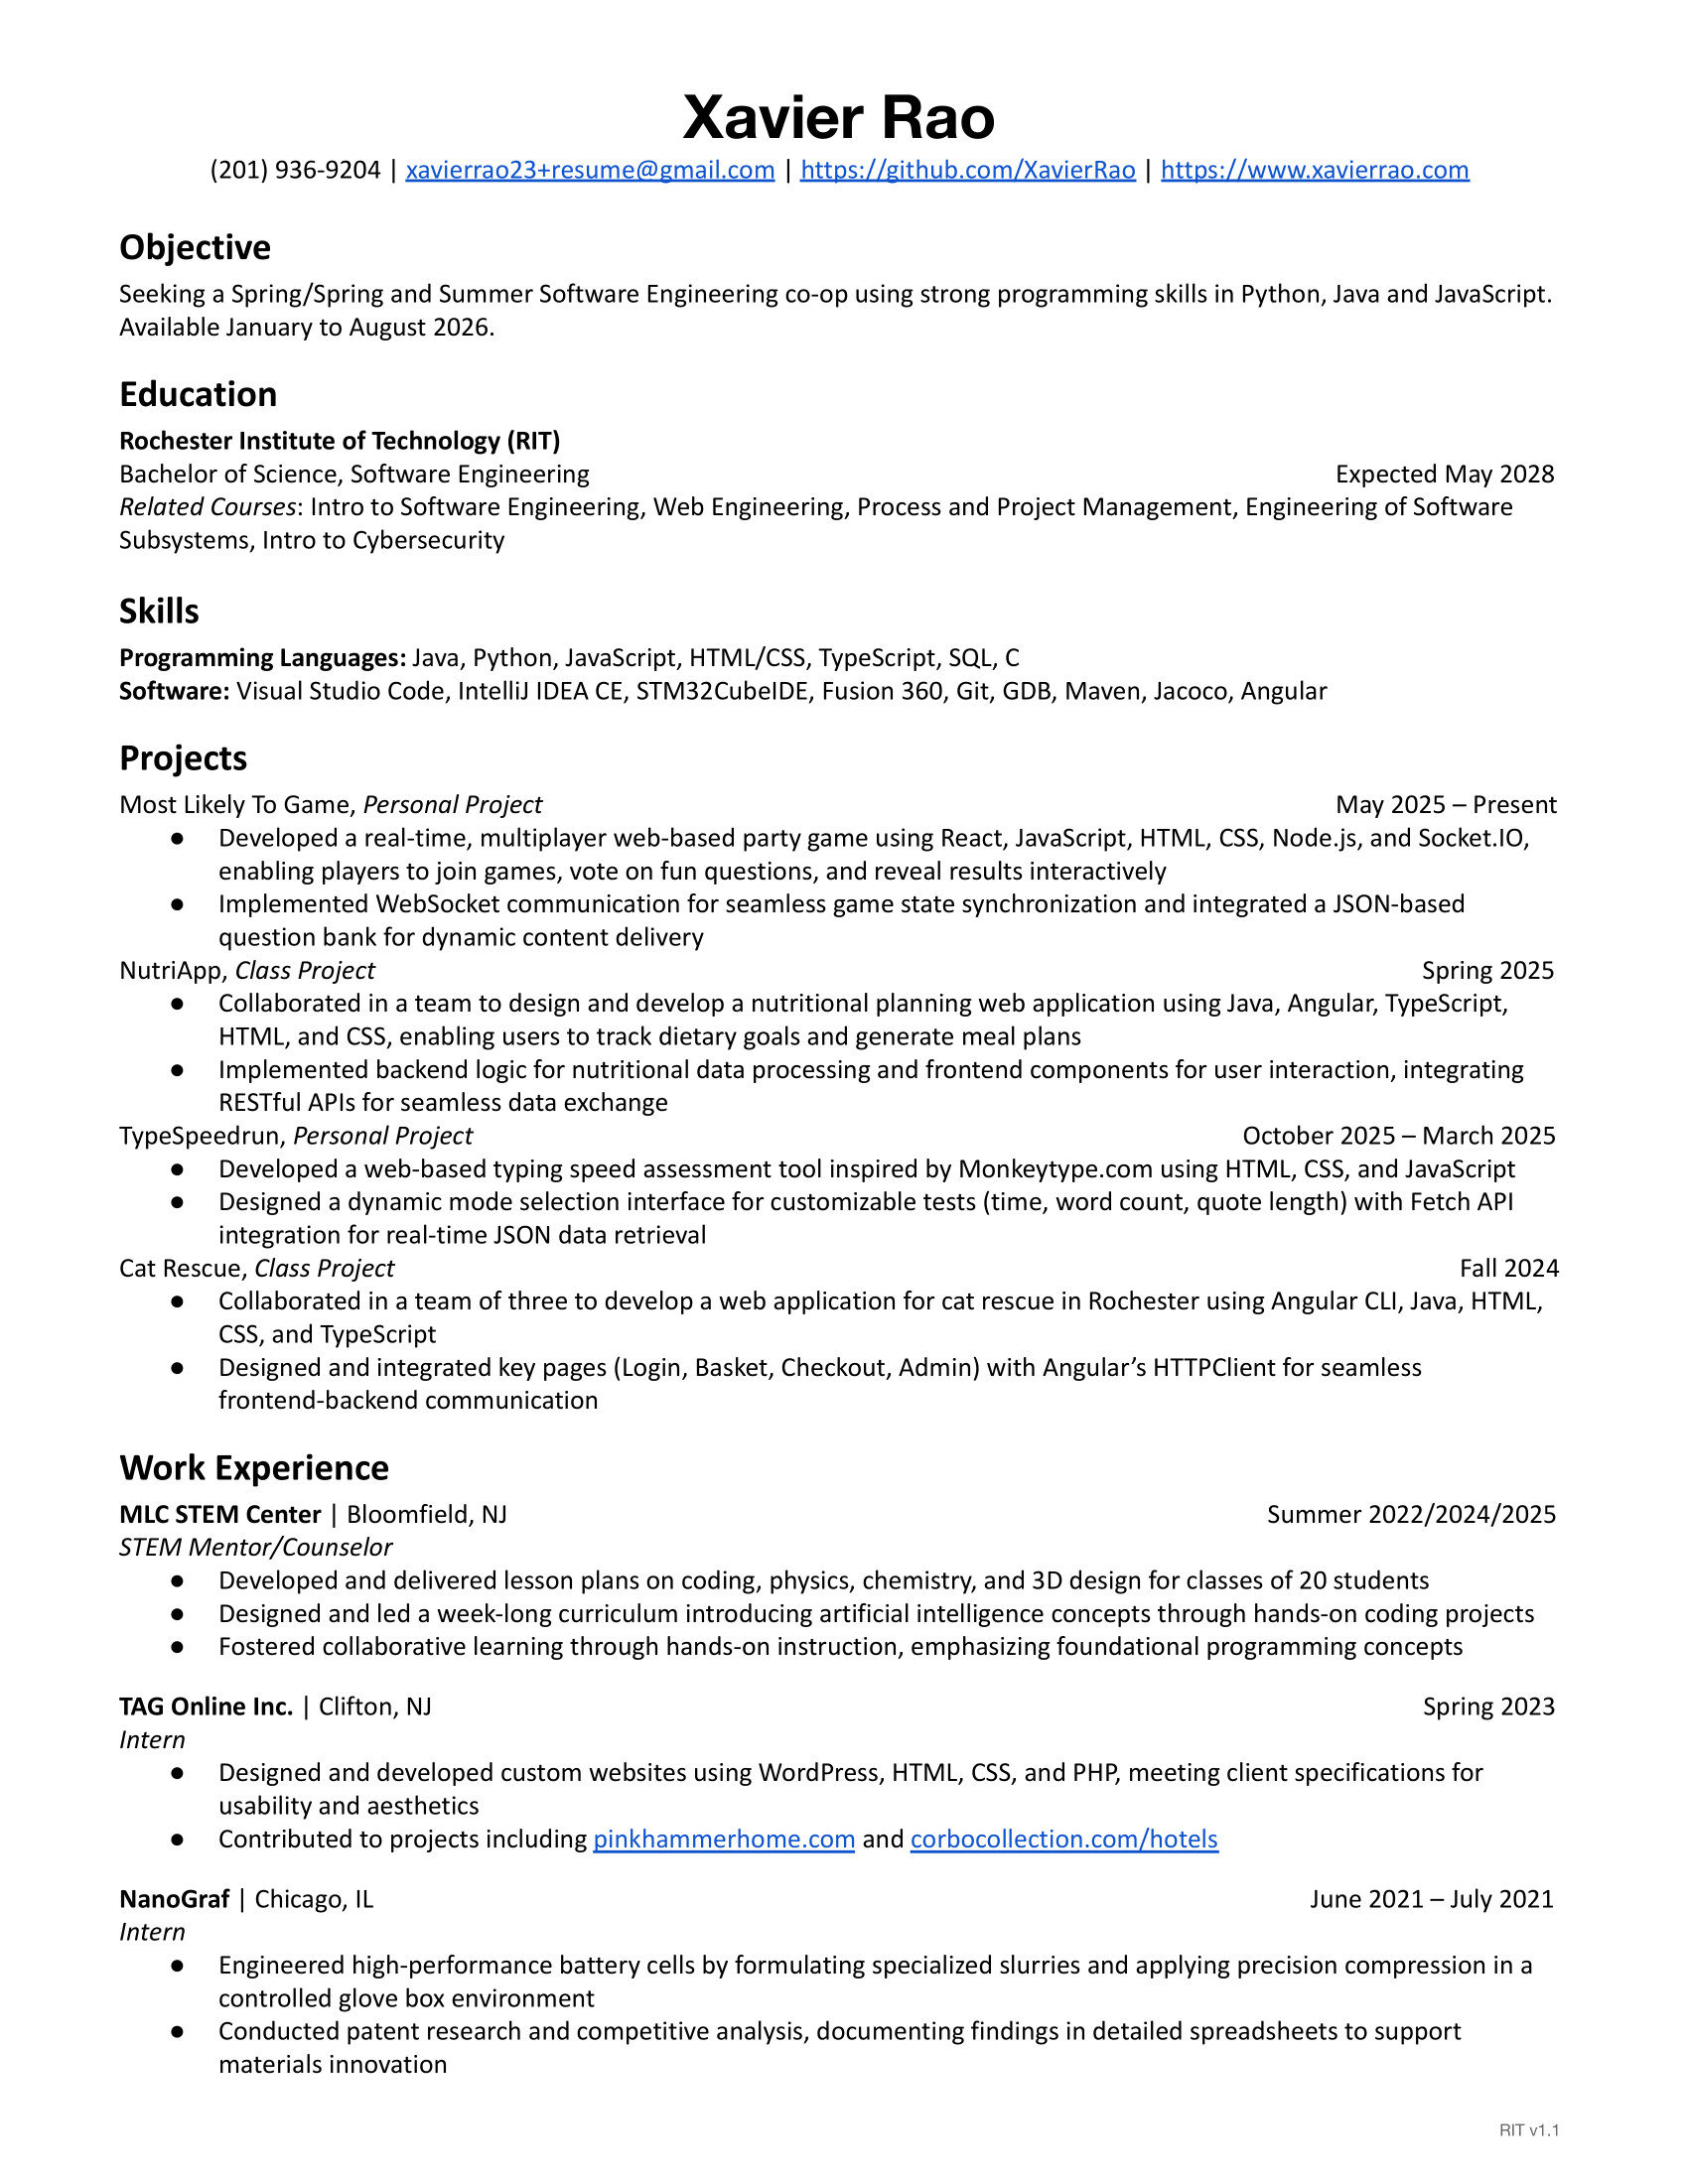 Xavier Rao
(201) 936-9204 | xavierrao23+resume@gmail.com | https://github.com/XavierRao | https://www.xavierrao.com
Objective
Seeking a Spring/Spring and Summer Software Engineering co-op using strong programming skills in Python, Java and JavaScript.
Available January to August 2026.
Education
Rochester Institute of Technology (RIT)
Bachelor of Science, Software Engineering Expected May 2028
Related Courses: Intro to Software Engineering, Web Engineering, Process and Project Management, Engineering of Software
Subsystems, Intro to Cybersecurity
Skills
Programming Languages: Java, Python, JavaScript, HTML/CSS, TypeScript, SQL, C
Software: Visual Studio Code, IntelliJ IDEA CE, STM32CubeIDE, Fusion 360, Git, GDB, Maven, Jacoco, Angular
Projects
Most Likely To Game, Personal Project May 2025 – Present
● Developed a real-time, multiplayer web-based party game using React, JavaScript, HTML, CSS, Node.js, and Socket.IO,
enabling players to join games, vote on fun questions, and reveal results interactively
● Implemented WebSocket communication for seamless game state synchronization and integrated a JSON-based
question bank for dynamic content delivery
NutriApp, Class Project Spring 2025
● Collaborated in a team to design and develop a nutritional planning web application using Java, Angular, TypeScript,
HTML, and CSS, enabling users to track dietary goals and generate meal plans
● Implemented backend logic for nutritional data processing and frontend components for user interaction, integrating
RESTful APIs for seamless data exchange
TypeSpeedrun, Personal Project October 2025 – March 2025
● Developed a web-based typing speed assessment tool inspired by Monkeytype.com using HTML, CSS, and JavaScript
● Designed a dynamic mode selection interface for customizable tests (time, word count, quote length) with Fetch API
integration for real-time JSON data retrieval
Cat Rescue, Class Project Fall 2024
● Collaborated in a team of three to develop a web application for cat rescue in Rochester using Angular CLI, Java, HTML,
CSS, and TypeScript
● Designed and integrated key pages (Login, Basket, Checkout, Admin) with Angular’s HTTPClient for seamless
frontend-backend communication
Work Experience
MLC STEM Center | Bloomfield, NJ Summer 2022/2024/2025
STEM Mentor/Counselor
● Developed and delivered lesson plans on coding, physics, chemistry, and 3D design for classes of 20 students
● Designed and led a week-long curriculum introducing artificial intelligence concepts through hands-on coding projects
● Fostered collaborative learning through hands-on instruction, emphasizing foundational programming concepts
TAG Online Inc. | Clifton, NJ Spring 2023
Intern
● Designed and developed custom websites using WordPress, HTML, CSS, and PHP, meeting client specifications for
usability and aesthetics
● Contributed to projects including pinkhammerhome.com and corbocollection.com/hotels
NanoGraf | Chicago, IL June 2021 – July 2021
Intern
● Engineered high-performance battery cells by formulating specialized slurries and applying precision compression in a
controlled glove box environment
● Conducted patent research and competitive analysis, documenting findings in detailed spreadsheets to support
materials innovation
RIT v1.1